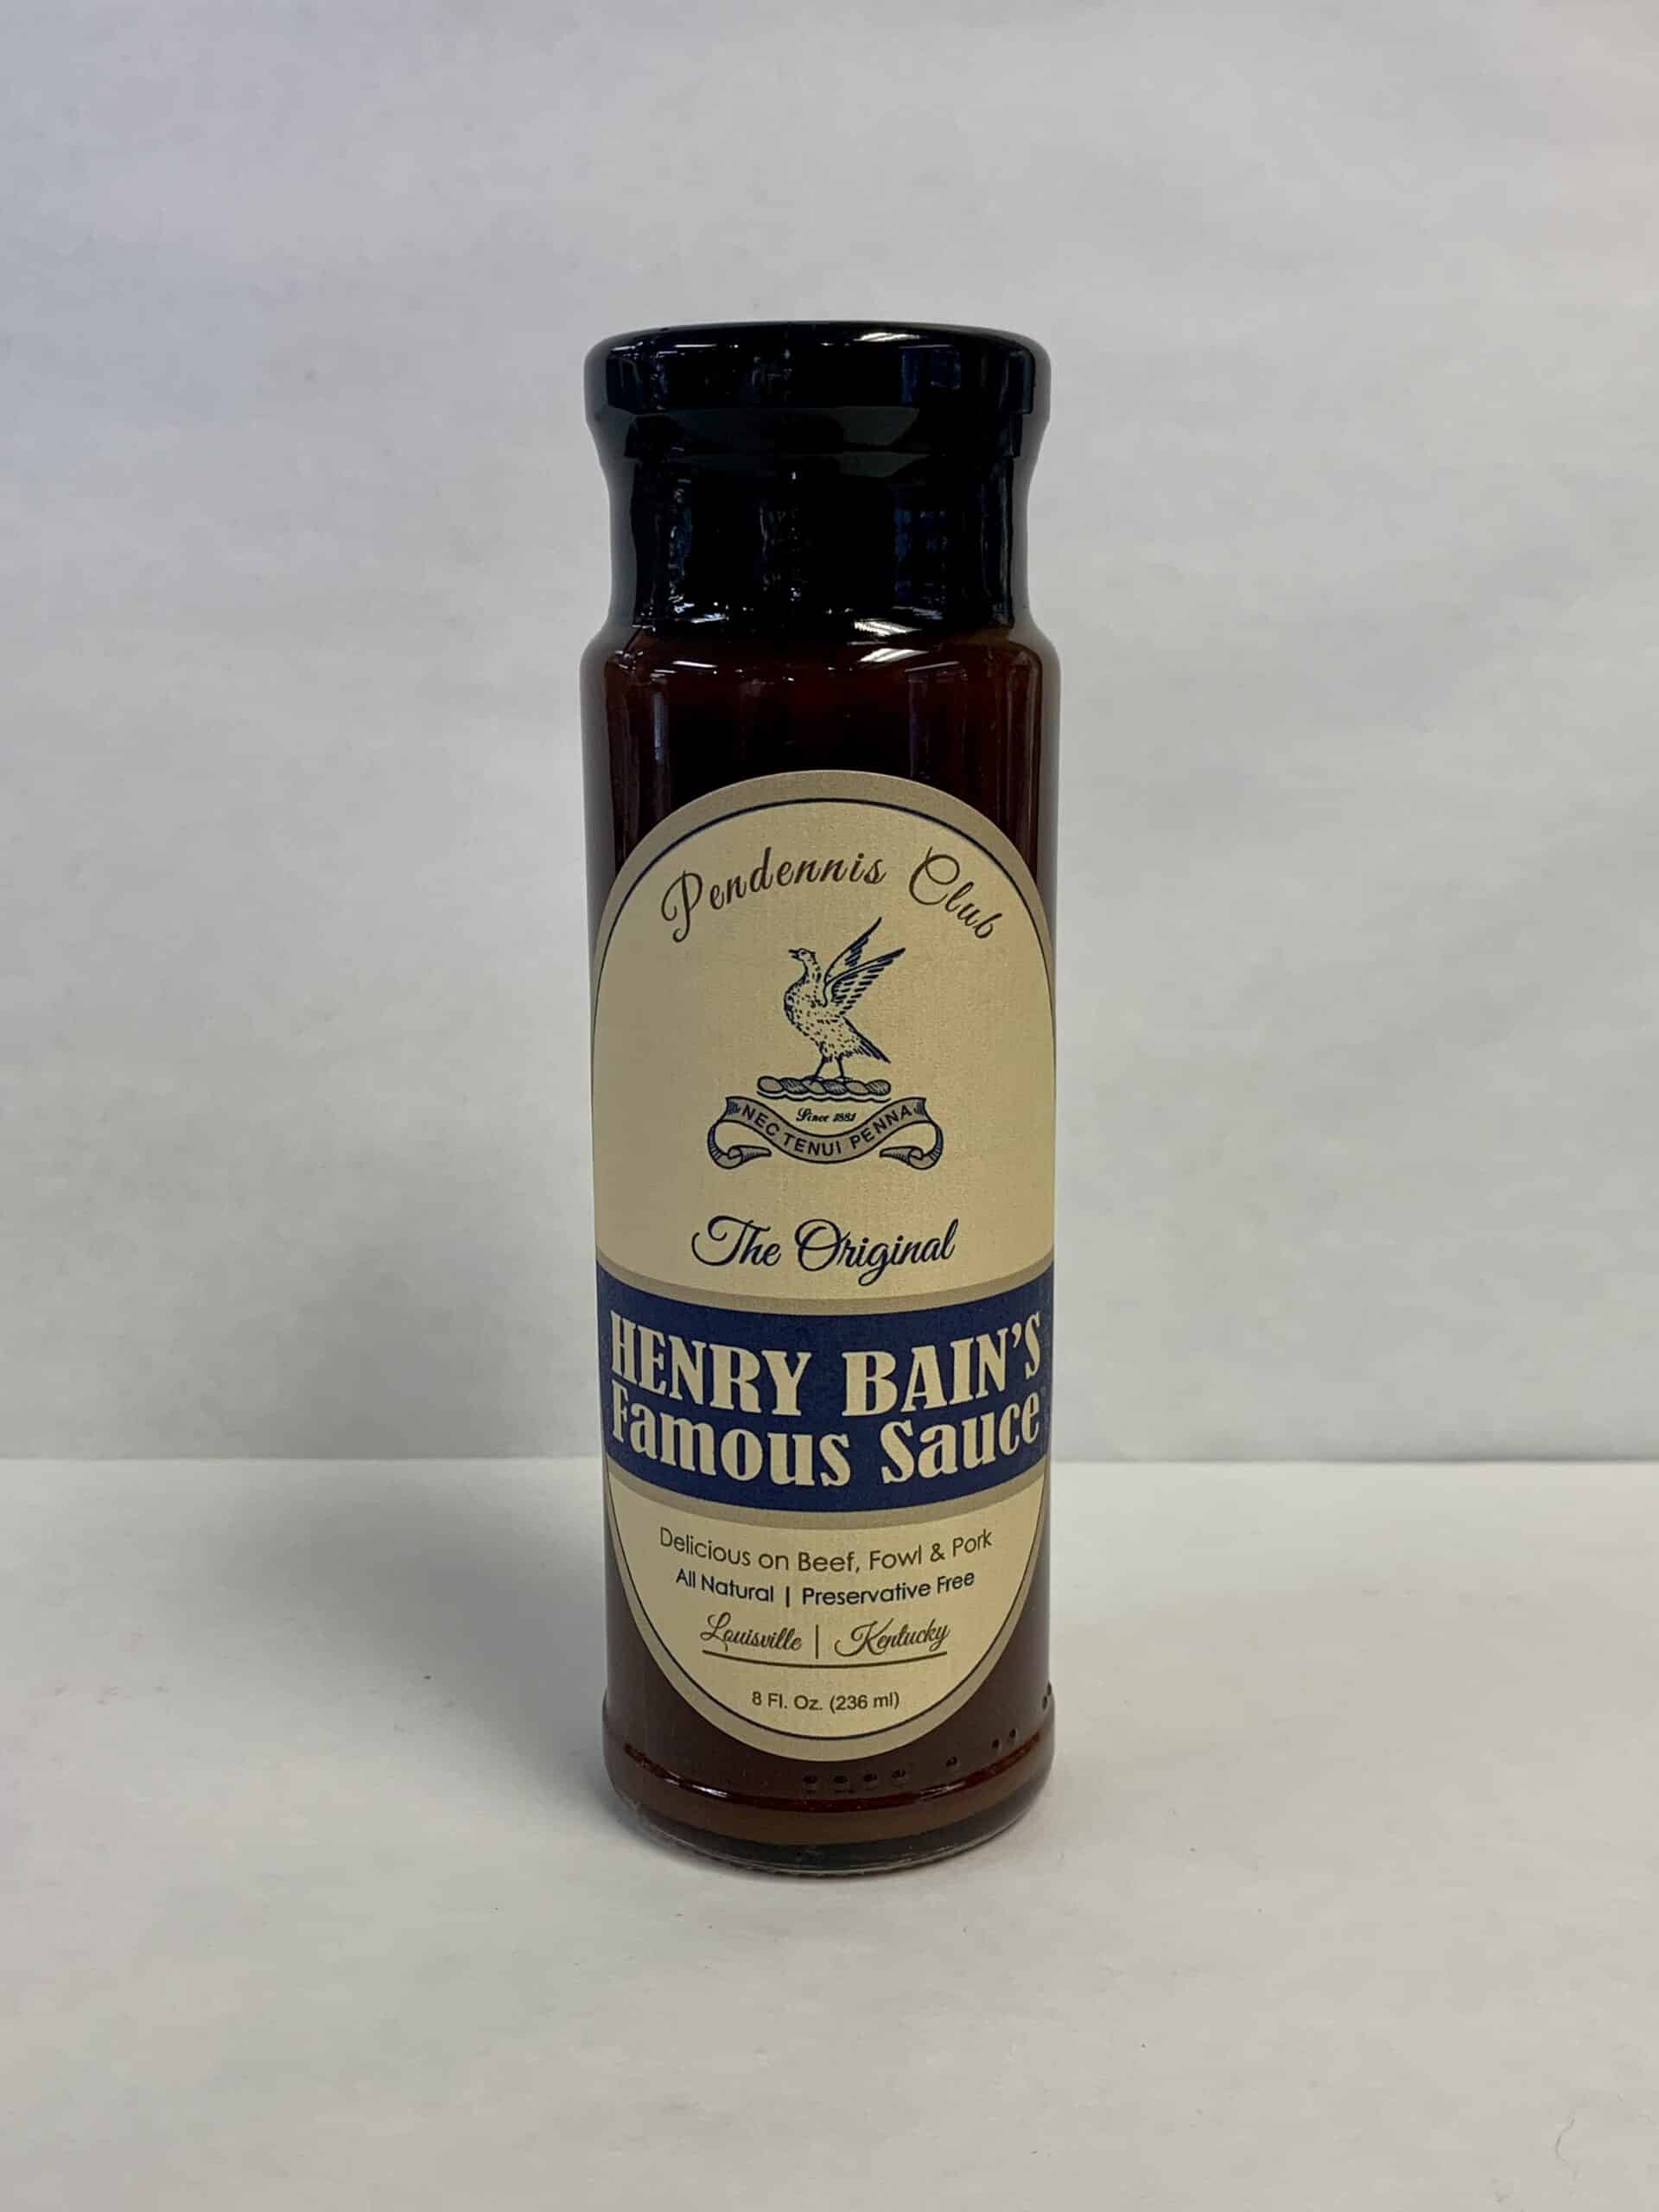 Pendennis Club
Since 1881
NEC TENUI PENNA
The Original
HENRY BAIN'S
Famous Sauce
Delicious on Beef, Fowl & Pork
All Natural | Preservative Free
Louisville | Kentucky
8 Fl. Oz. (236 ml)